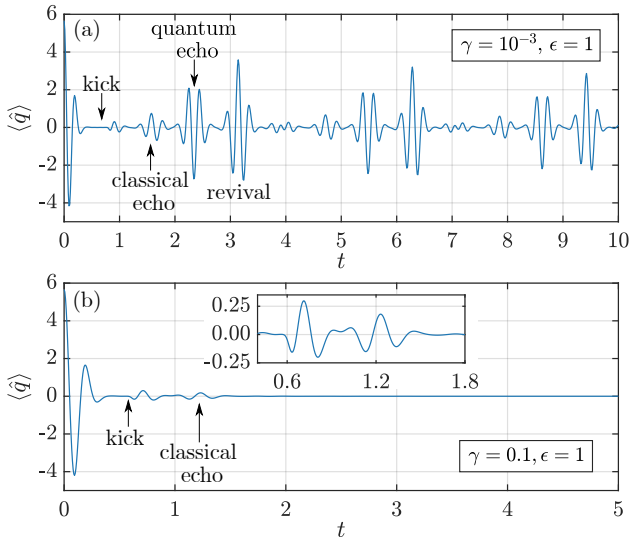 6
(a)
quantum
echo
γ = 10⁻³, ϵ = 1
4
kick
2
⟨q̂⟩
0
-2
classical
echo
revival
-4
0 1 2 3 4 5 6 7 8 9 10
t
6
(b)
0.25
0.00
-0.25
0.6 1.2 1.8
4
2
⟨q̂⟩
0
kick
-2
classical
echo
γ = 0.1, ϵ = 1
-4
0 1 2 3 4 5
t